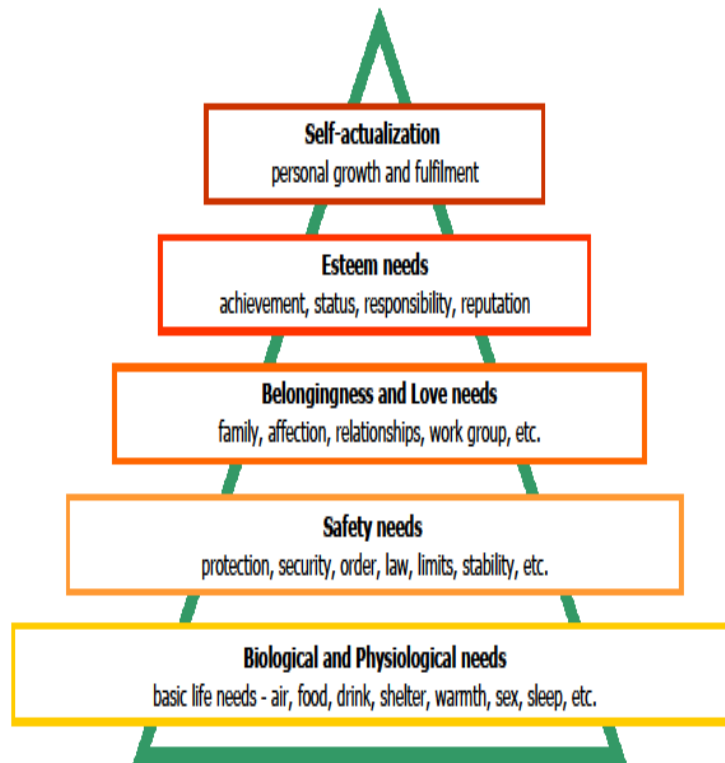 Self-actualization
personal growth and fulfilment
Esteem needs
achievement, status, responsibility, reputation
Belongingness and Love needs
family, affection, relationships, work group, etc.
Safety needs
protection, security, order, law, limits, stability, etc.
Biological and Physiological needs
basic life needs - air, food, drink, shelter, warmth, sex, sleep, etc.